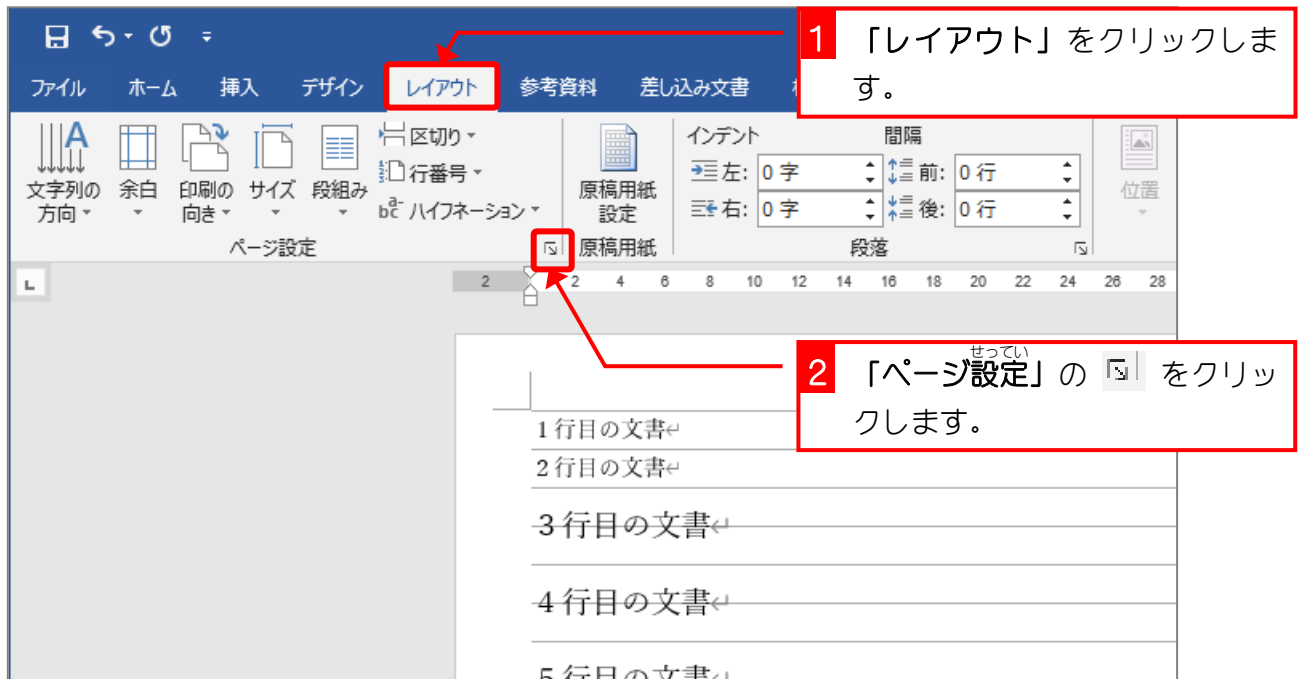 1 「レイアウト」をクリックしま
す。
ファイル ホーム 挿入 デザイン レイアウト 参考資料 差し込み文書
区切り インデント 間隔
行番号 左: 0 字 前: 0 行
文字列の 余白 印刷の サイズ 段組み 原稿用紙 位置
方向 向き ハイフネーション 設定 右: 0 字 後: 0 行
ページ設定 原稿用紙 段落
2 2 4 6 8 10 12 14 16 18 20 22 24 26 28
せってい
2 「ページ設定」の をクリッ
クします。
1 行目の文書↵
2 行目の文書↵
3 行目の文書↵
4 行目の文書↵
5 行目の文書↵